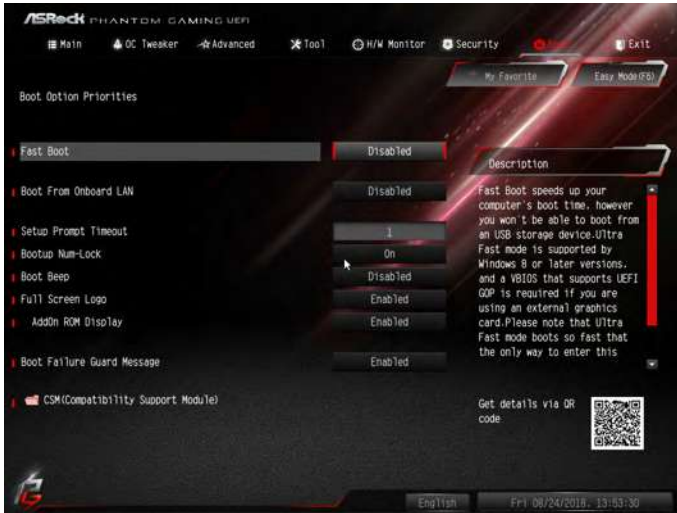 ASRock PHANTOM GAMING UEFI
Main OC Tweaker Advanced Tool H/W Monitor Security Boot Exit
My Favorite Easy Mode(F6)
Boot Option Priorities
Fast Boot Disabled
Description
Boot From Onboard LAN Disabled
Setup Prompt Timeout 1
Bootup Num-Lock On
Boot Beep Disabled
Full Screen Logo Enabled
AddOn ROM Display Enabled
Boot Failure Guard Message Enabled
CSM(Compatibility Support Module)
Fast Boot speeds up your
computer's boot time. however
you won't be able to boot from
an USB storage device.Ultra
Fast mode is supported by
Windows 8 or later versions.
and a VBIOS that supports UEFI
GOP is required if you are
using an external graphics
card.Please note that Ultra
Fast mode boots so fast that
the only way to enter this
Get details via QR
code
English Fri 08/24/2018. 13:53:30